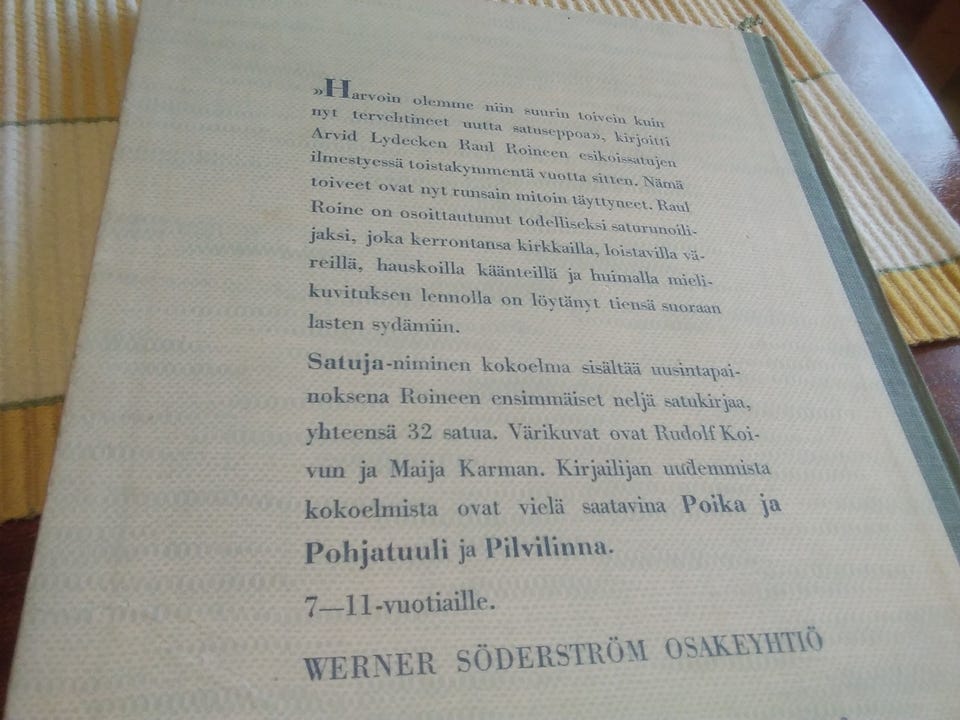 »Harvoin olemme niin suurin toivein kuin
nyt tervehtineet uutta satuseppoa», kirjoitti
Arvid Lydecken Raul Roineen esikoissatujen
ilmestyessä toistakymmentä vuotta sitten. Nämä
toiveet ovat nyt runsain mitoin täyttyneet. Raul
Roine on osoittautunut todelliseksi saturunoili-
jaksi, joka kerrontansa kirkkailla, loistavilla vä-
reillä, hauskoilla käänteillä ja huimalla mieli-
kuvituksen lennolla on löytänyt tiensä suoraan
lasten sydämiin.
Satuja-niminen kokoelma sisältää uusintapai-
noksena Roineen ensimmäiset neljä satukirjaa,
yhteensä 32 satua. Värikuvat ovat Rudolf Koi-
vun ja Maija Karman. Kirjailijan uudemmista
kokoelmista ovat vielä saatavina Poika ja
Pohjatuuli ja Pilvilinna.
7—11-vuotiaille.
WERNER SÖDERSTRÖM OSAKEYHTIÖ